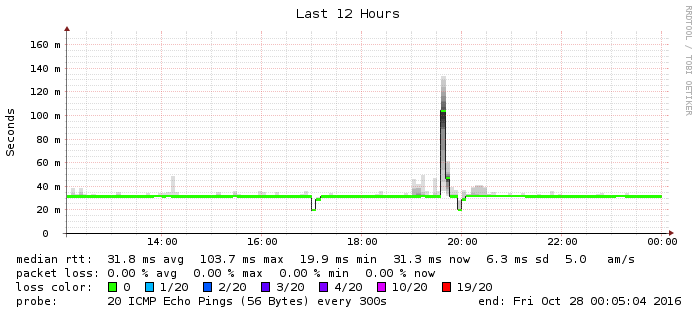 Last 12 Hours
RRDTOOL / TOBI OETIKER
Seconds
160 m
140 m
120 m
100 m
80 m
60 m
40 m
20 m
0
14:00 16:00 18:00 20:00 22:00 00:00
median rtt: 31.8 ms avg 103.7 ms max 19.9 ms min 31.3 ms now 6.3 ms sd 5.0 am/s
packet loss: 0.00 % avg 0.00 % max 0.00 % min 0.00 % now
loss color: 0 1/20 2/20 3/20 4/20 10/20 19/20
probe: 20 ICMP Echo Pings (56 Bytes) every 300s end: Fri Oct 28 00:05:04 2016